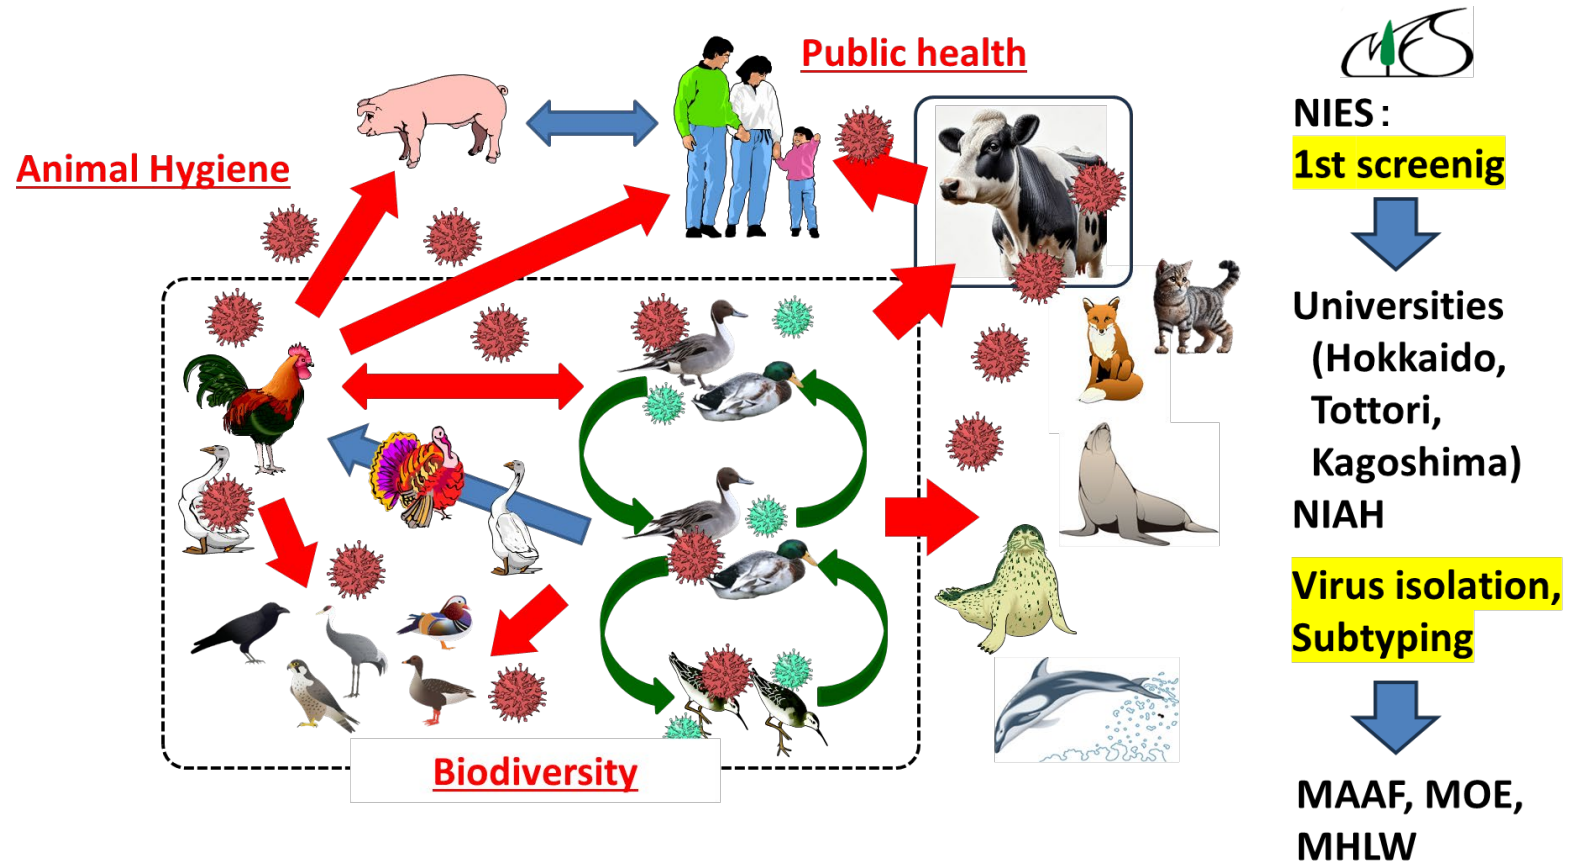 Public health
Animal Hygiene
Biodiversity
NIES
NIES :
1st screenig
Universities
(Hokkaido,
Tottori,
Kagoshima)
NIAH
Virus isolation,
Subtyping
MAAF, MOE,
MHLW